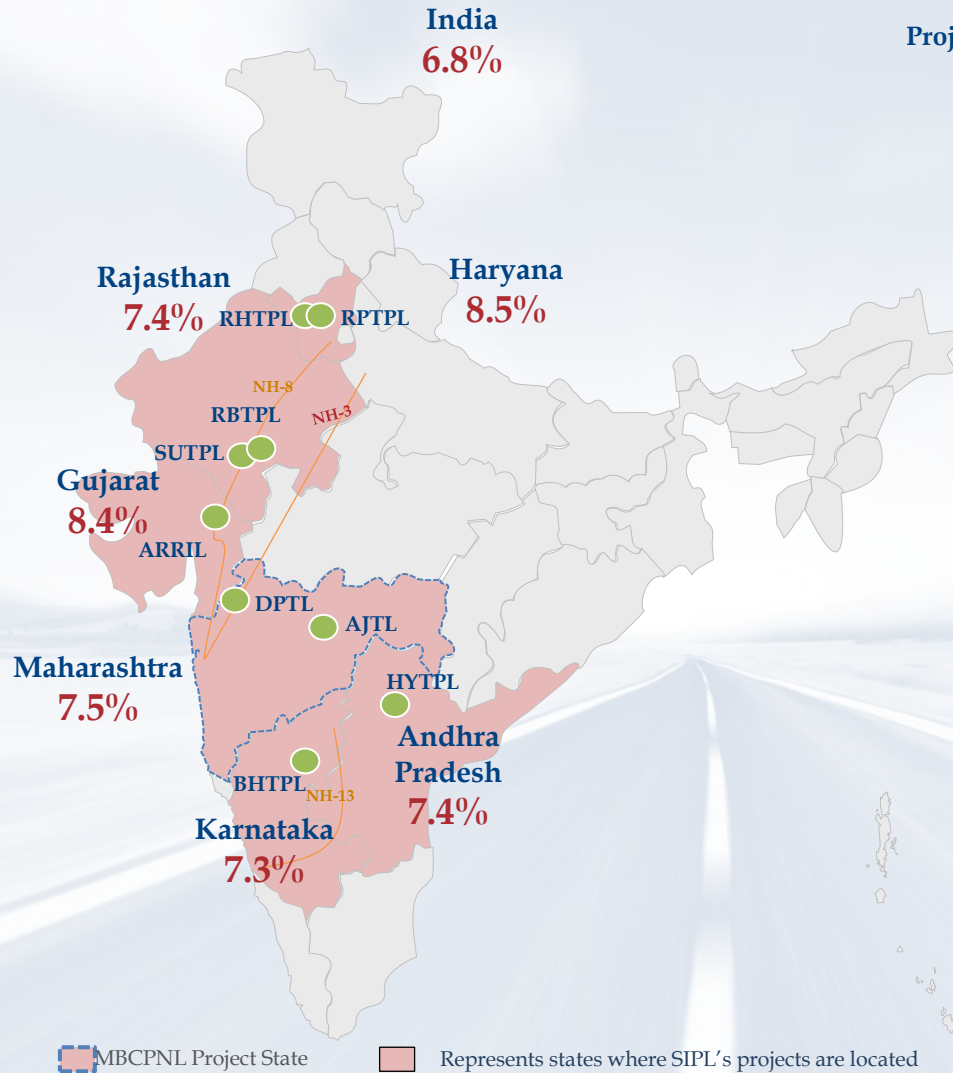 India
6.8%
Proj
Rajasthan
7.4%
Haryana
8.5%
RHTPL
RPTPL
NH-8
NH-3
RBTPL
SUTPL
Gujarat
8.4%
ARRIL
DPTL
AJTL
Maharashtra
7.5%
HYTPL
Andhra
Pradesh
7.4%
BHTPL
NH-13
Karnataka
7.3%
MBCPNL Project State
Represents states where SIPL's projects are located